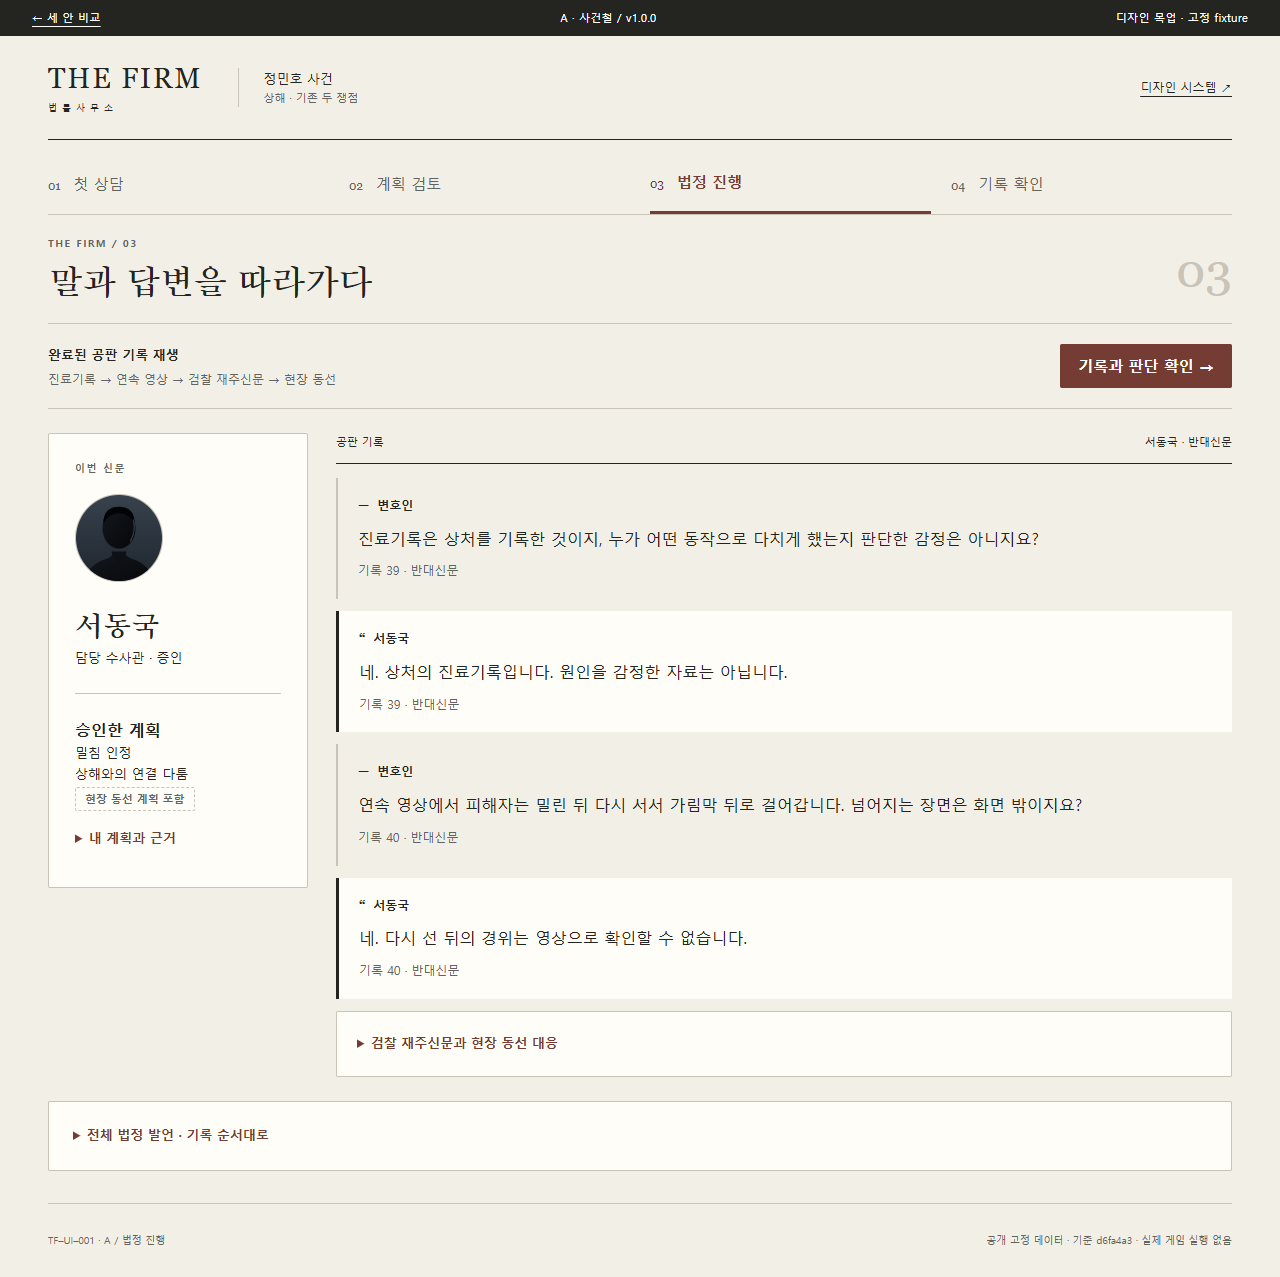 ← 세 안 비교
A · 사건철 / v1.0.0
디자인 목업 · 고정 fixture
THE FIRM
법률사무소
정민호 사건
상해 · 기존 두 쟁점
디자인 시스템 ↗
01 첫 상담
02 계획 검토
03 법정 진행
04 기록 확인
THE FIRM / 03
말과 답변을 따라가다
03
완료된 공판 기록 재생
진료기록 → 연속 영상 → 검찰 재주신문 → 현장 동선
기록과 판단 확인 →
이번 신문
서동국
담당 수사관 · 증인
승인한 계획
밀침 인정
상해와의 연결 다툼
현장 동선 계획 포함
▶ 내 계획과 근거
공판 기록
서동국 · 반대신문
— 변호인
진료기록은 상처를 기록한 것이지, 누가 어떤 동작으로 다치게 했는지 판단한 감정은 아니지요?
기록 39 · 반대신문
“ 서동국
네. 상처의 진료기록입니다. 원인을 감정한 자료는 아닙니다.
기록 39 · 반대신문
— 변호인
연속 영상에서 피해자는 밀린 뒤 다시 서서 가림막 뒤로 걸어갑니다. 넘어지는 장면은 화면 밖이지요?
기록 40 · 반대신문
“ 서동국
네. 다시 선 뒤의 경위는 영상으로 확인할 수 없습니다.
기록 40 · 반대신문
▶ 검찰 재주신문과 현장 동선 대응
▶ 전체 법정 발언 · 기록 순서대로
TF-UI-001 · A / 법정 진행
공개 고정 데이터 · 기준 d6fa4a3 · 실제 게임 실행 없음